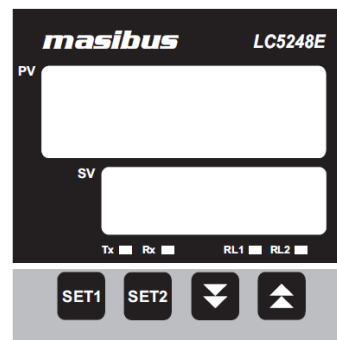 masibus LC5248E
PV
SV
Tx Rx RL1 RL2
SET1 SET2